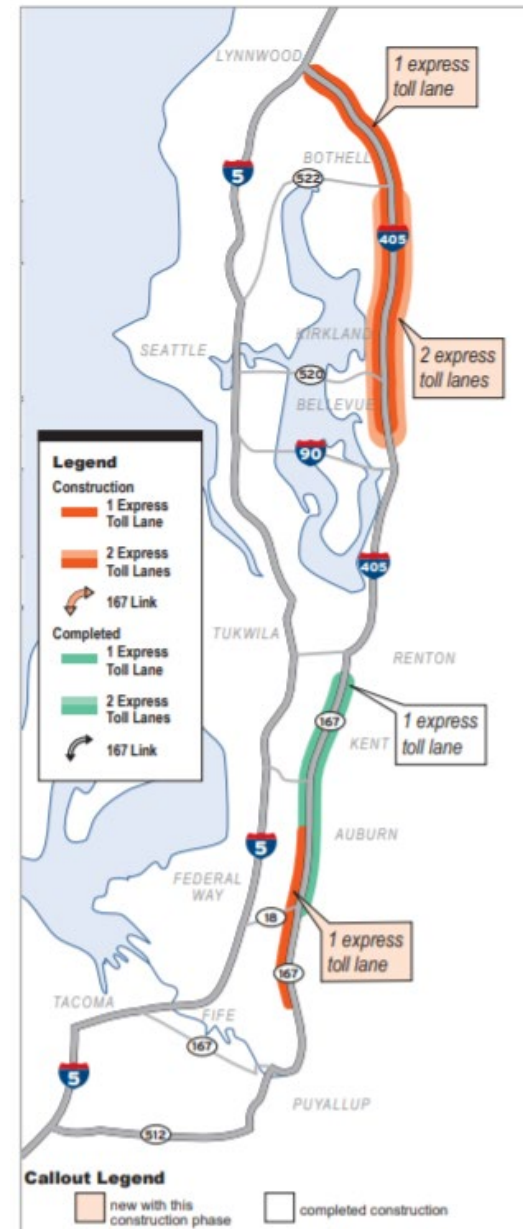 LYNNWOOD
1 express
toll lane
BOTHELL
5
522
405
KIRKLAND
SEATTLE
2 express
toll lanes
520
BELLEVUE
90
Legend
Construction
1 Express
Toll Lane
2 Express
Toll Lanes
167 Link
Completed
1 Express
Toll Lane
2 Express
Toll Lanes
167 Link
405
TUKWILA
RENTON
167
1 express
toll lane
KENT
AUBURN
5
FEDERAL
WAY
18
1 express
toll lane
167
TACOMA
FIFE
167
5
PUYALLUP
512
Callout Legend
new with this
construction phase
completed construction